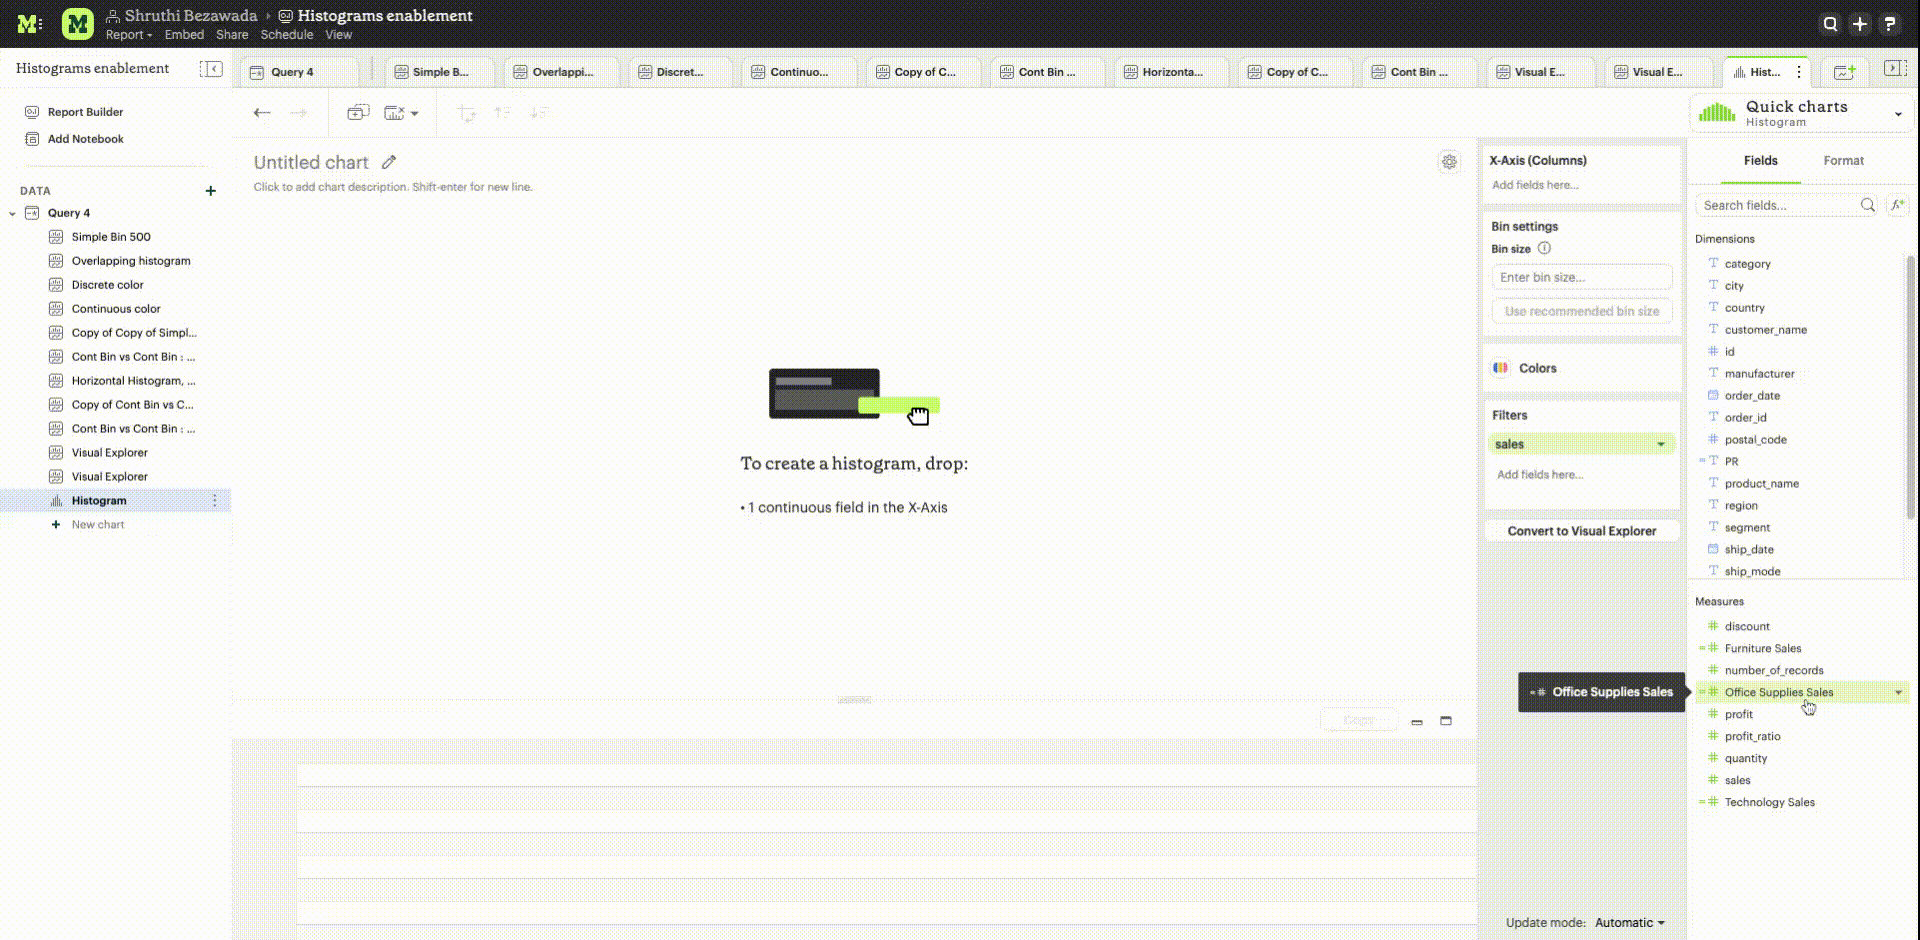 Shruthi Bezawada › Histograms enablement
Report Embed Share Schedule View
Histograms enablement
Query 4
Simple B...
Overlappi...
Discret...
Continuo...
Copy of C...
Cont Bin ...
Horizonta...
Copy of C...
Cont Bin ...
Visual E...
Visual E...
Hist...
Report Builder
Add Notebook
DATA
Query 4
Simple Bin 500
Overlapping histogram
Discrete color
Continuous color
Copy of Copy of Simpl...
Cont Bin vs Cont Bin : ...
Horizontal Histogram, ...
Copy of Cont Bin vs C...
Cont Bin vs Cont Bin : ...
Visual Explorer
Visual Explorer
Histogram
New chart
Untitled chart
Click to add chart description. Shift-enter for new line.
To create a histogram, drop:
• 1 continuous field in the X-Axis
Copy
X-Axis (Columns)
Add fields here...
Bin settings
Bin size
Enter bin size...
Use recommended bin size
Colors
Filters
sales
Add fields here...
Convert to Visual Explorer
Office Supplies Sales
Update mode: Automatic
Quick charts
Histogram
Fields Format
Search fields...
Dimensions
category
city
country
customer_name
id
manufacturer
order_date
order_id
postal_code
PR
product_name
region
segment
ship_date
ship_mode
Measures
discount
Furniture Sales
number_of_records
Office Supplies Sales
profit
profit_ratio
quantity
sales
Technology Sales